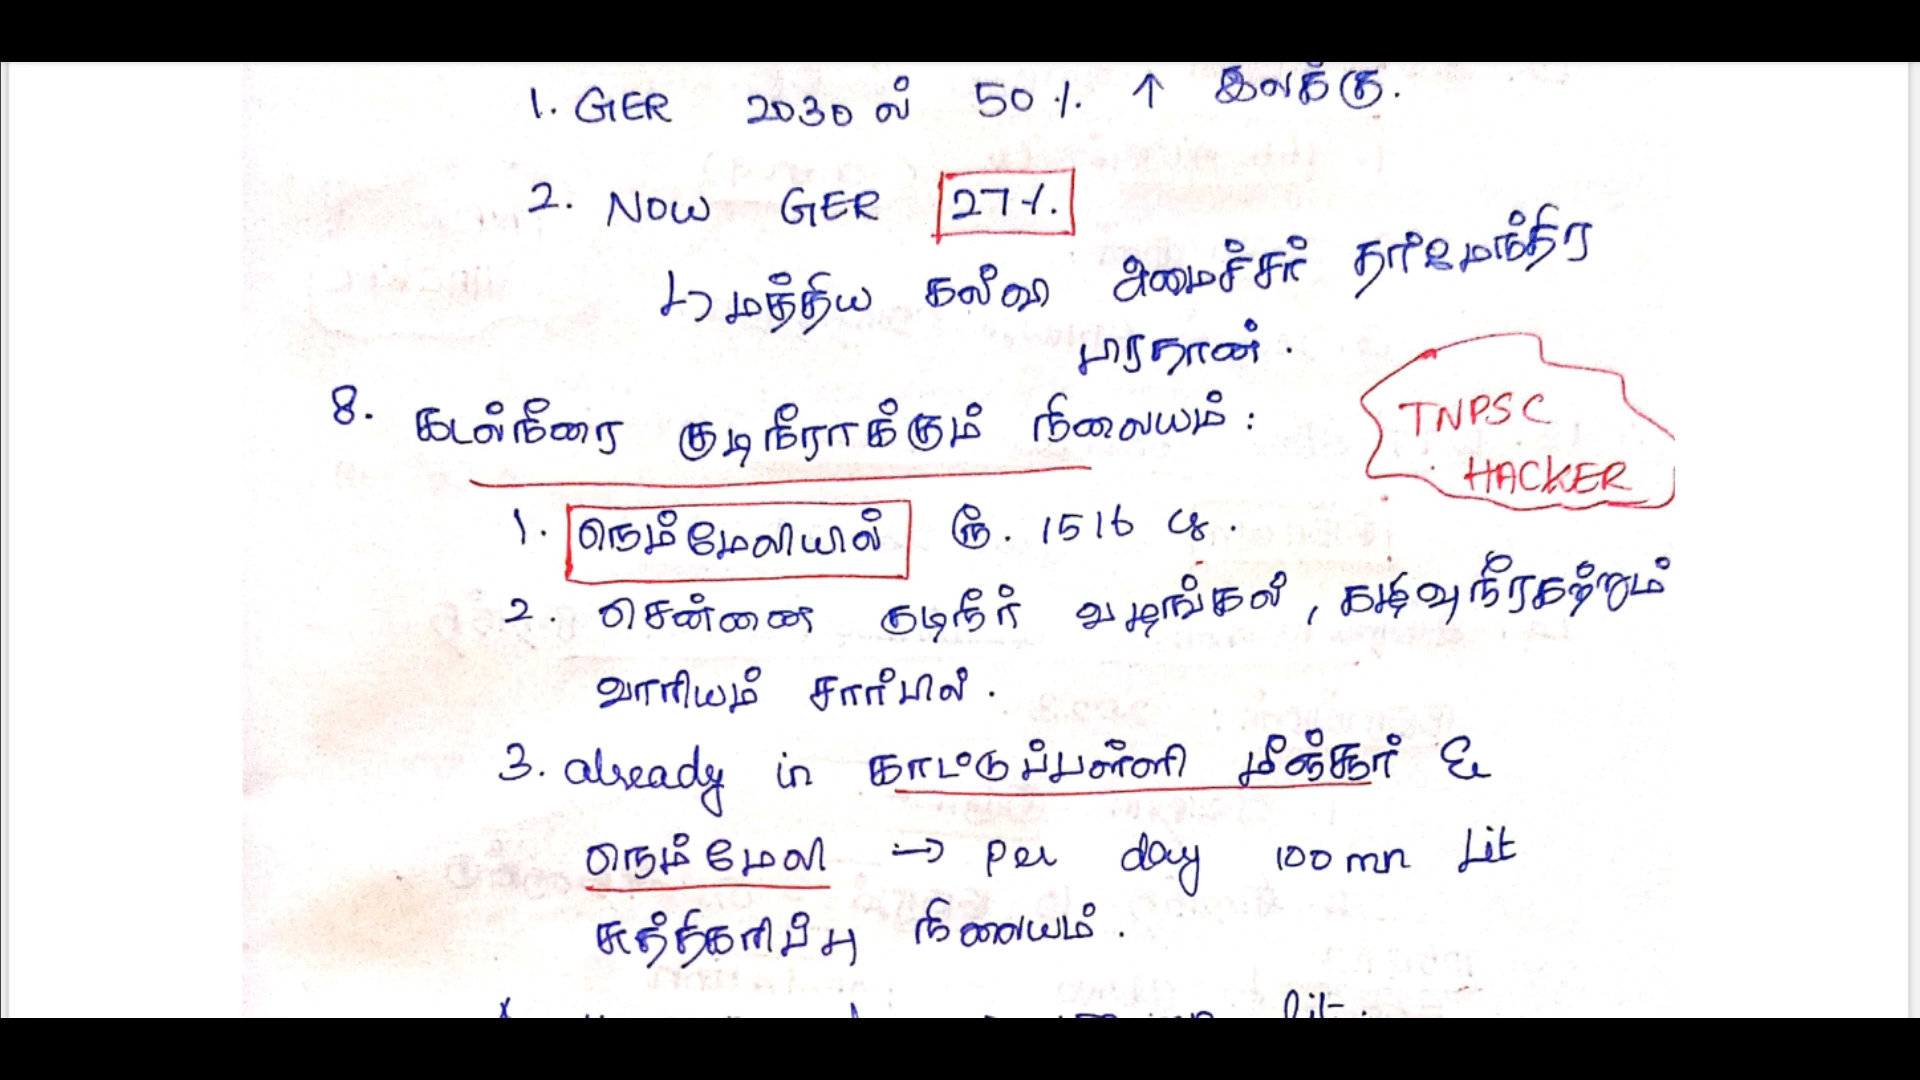 1. GER 2030 ல் 50 %. ↑ இலக்கு.
2. NOW GER 27%.
↳ மத்திய கல்வி அமைச்சர் தர்மேந்திர
பிரதான்.
8. கடல்நீரை குடிநீராக்கும் நிலையம் :
TNPSC
HACKER
1. நெம்மேலியில் ரூ. 1516 கு.
2. சென்னை குடிநீர் வழங்கல், கழிவுநீரகற்றும்
வாரியம் சார்பில்.
3. already in காட்டுப்பள்ளி மீஞ்சூர் &
நெம்மேலி → per day 100 mn Lit
சுத்திகரிப்பு நிலையம்.
lit.